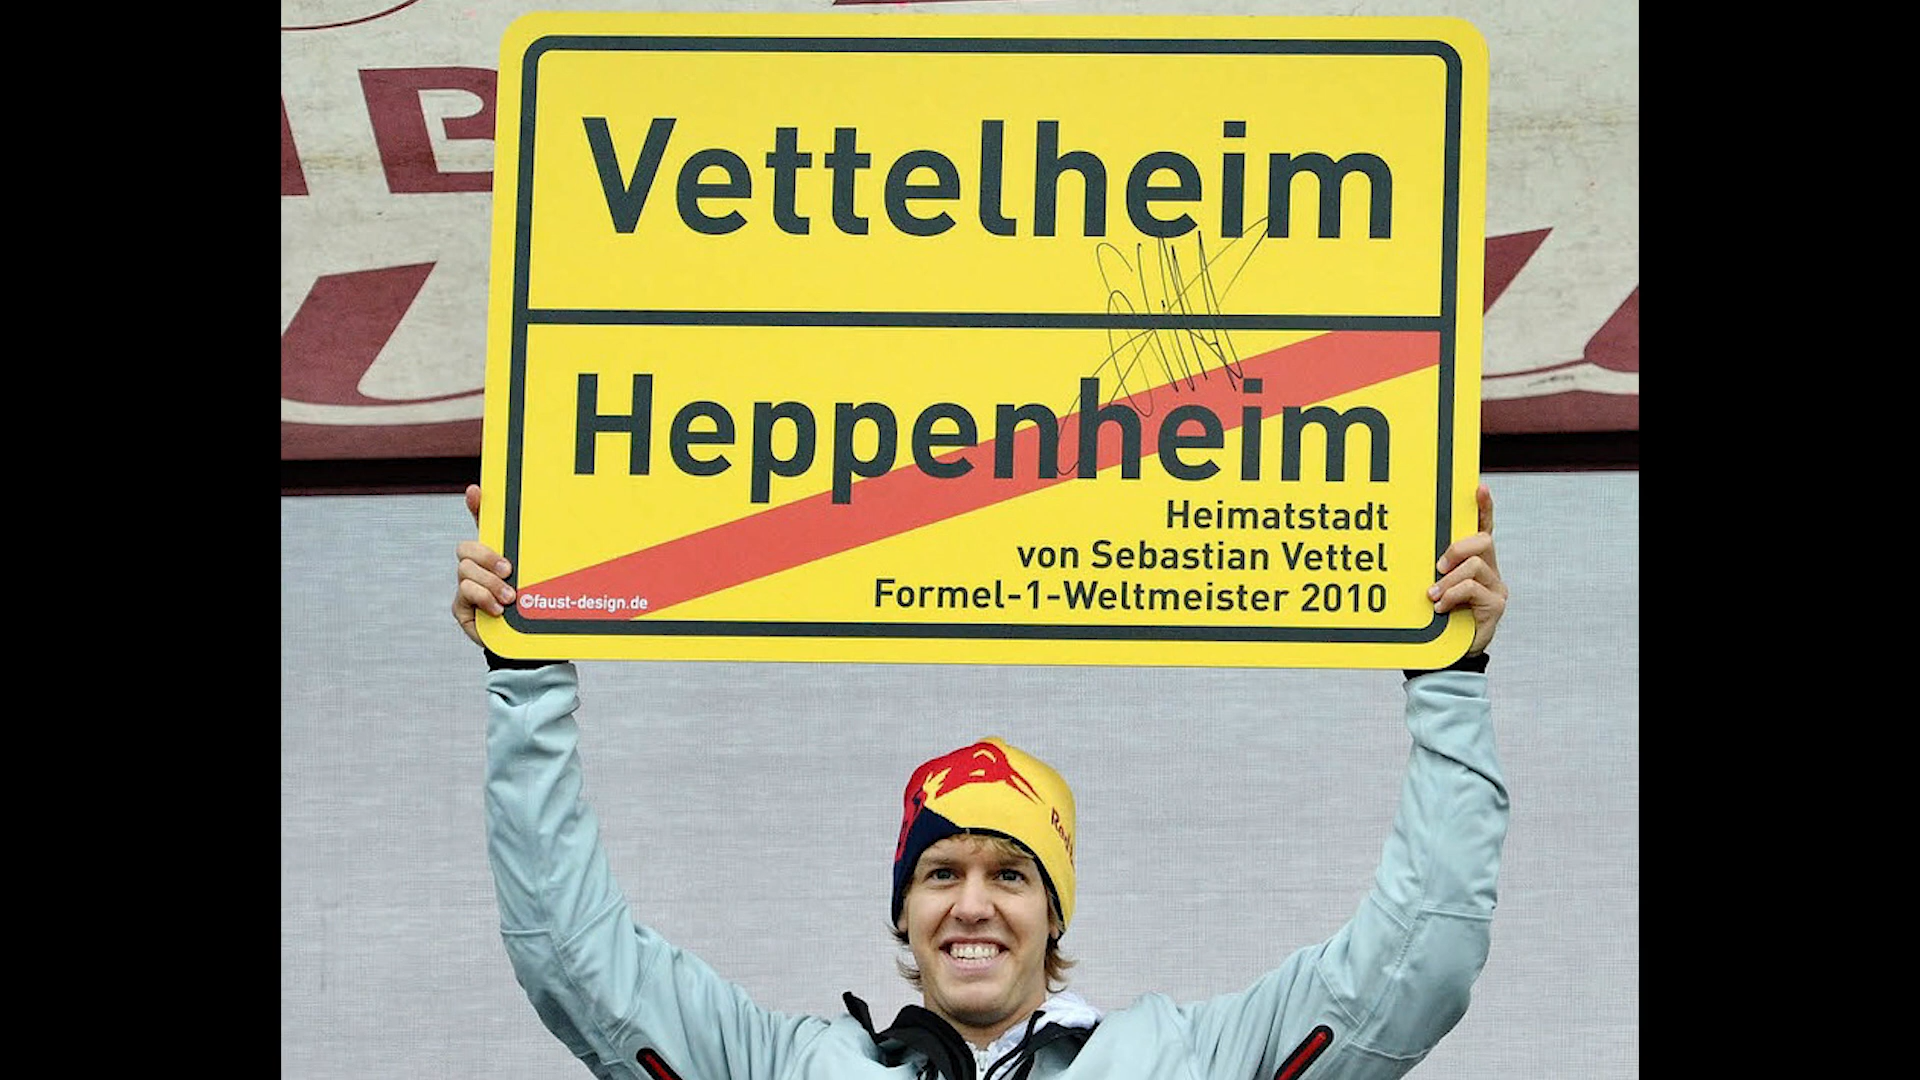 Vettelheim
Heppenheim
Heimatstadt
von Sebastian Vettel
Formel-1-Weltmeister 2010
©faust-design.de